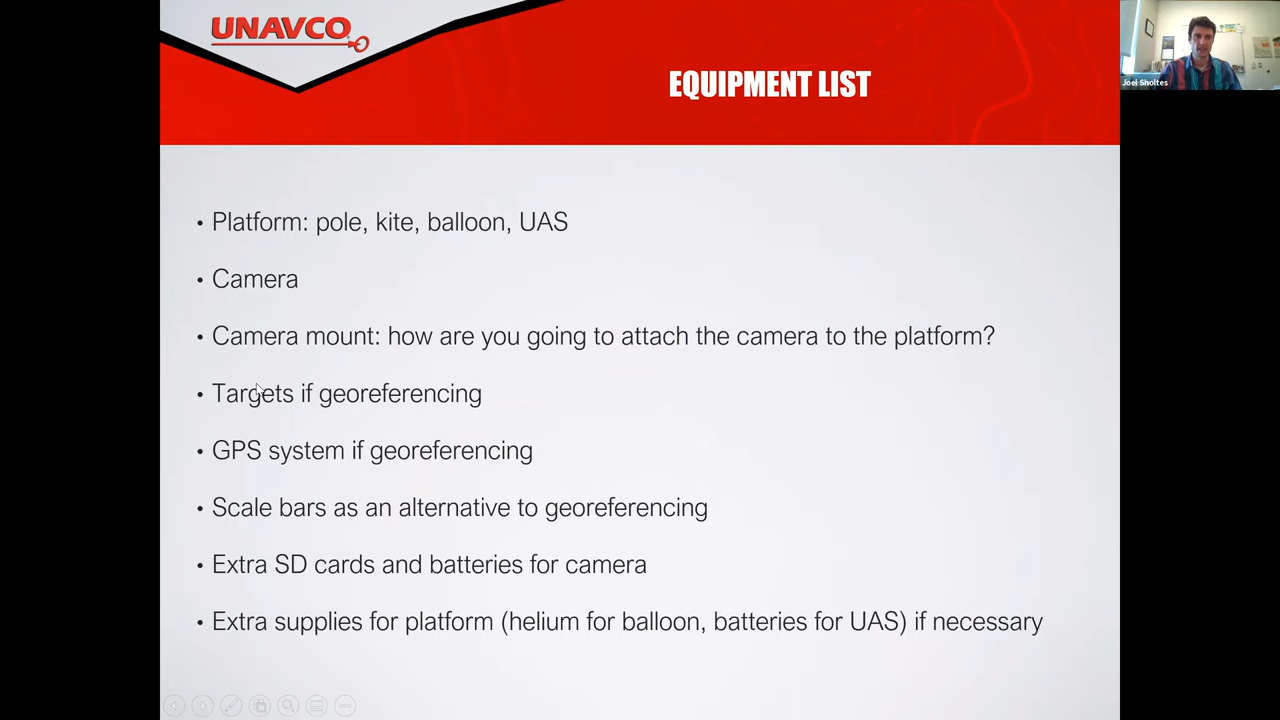 UNAVCO
EQUIPMENT LIST
Joel Sholtes
• Platform: pole, kite, balloon, UAS
• Camera
• Camera mount: how are you going to attach the camera to the platform?
• Targets if georeferencing
• GPS system if georeferencing
• Scale bars as an alternative to georeferencing
• Extra SD cards and batteries for camera
• Extra supplies for platform (helium for balloon, batteries for UAS) if necessary